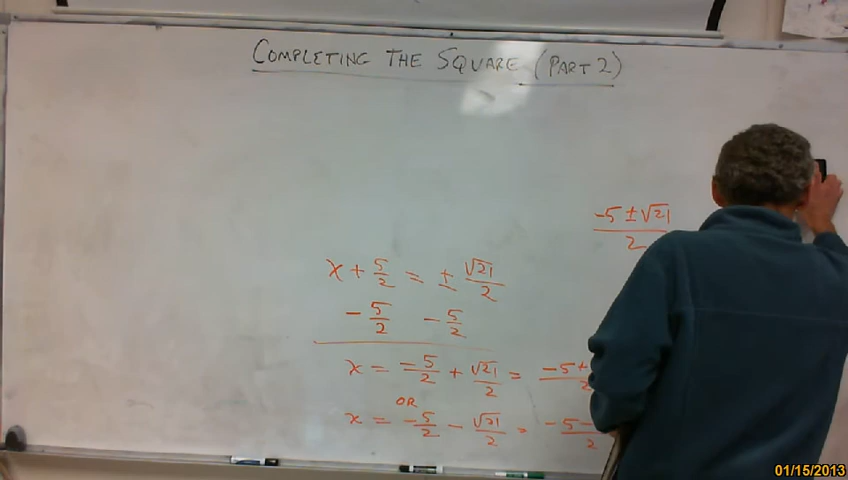 COMPLETING THE SQUARE (PART 2)
-5 ± √21 / 2
x + 5/2 = ± √21/2
- 5/2 - 5/2
x = -5/2 + √21/2 = -5+
OR
x = -5/2 - √21/2 = -5- / 2
01/15/2013